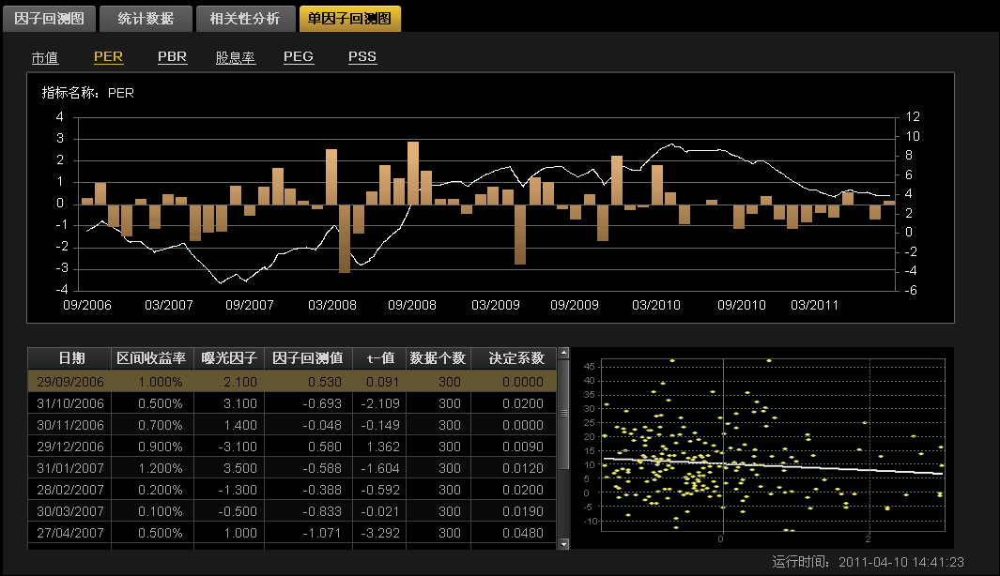 因子回测图 统计数据 相关性分析 单因子回测图
市值 PER PBR 股息率 PEG PSS
指标名称: PER
4 12
3 10
2 8
1 6
0 4
-1 2
-2 0
-3 -2
-4 -4
-6
09/2006 03/2007 09/2007 03/2008 09/2008 03/2009 09/2009 03/2010 09/2010 03/2011
日期 区间收益率 曝光因子 因子回测值 t-值 数据个数 决定系数
29/09/2006 1.000% 2.100 0.530 0.091 300 0.0000
31/10/2006 0.500% 3.100 -0.693 -2.109 300 0.0200
30/11/2006 0.700% 1.400 -0.048 -0.149 300 0.0000
29/12/2006 0.900% -3.100 0.580 1.362 300 0.0090
31/01/2007 1.200% 3.500 -0.588 -1.604 300 0.0120
28/02/2007 0.200% -1.300 -0.388 -0.592 300 0.0200
30/03/2007 0.100% -0.500 -0.833 -0.021 300 0.0190
27/04/2007 0.500% 1.000 -1.071 -3.292 300 0.0480
45
40
35
30
25
20
15
10
5
0
-5
-10
0 2
运行时间: 2011-04-10 14:41:23